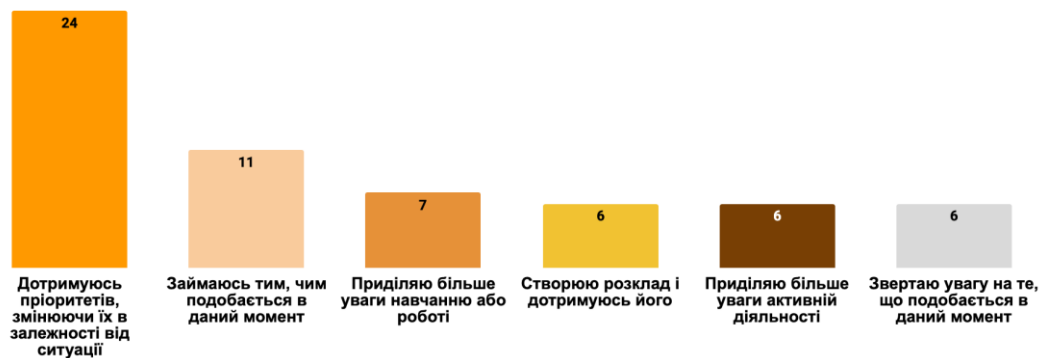 24
11
7
6
6
6
Дотримуюсь
пріоритетів,
змінюючи їх в
залежності від
ситуації
Займаюсь тим, чим
подобається в
даний момент
Приділяю більше
уваги навчанню або
роботі
Створюю розклад і
дотримуюсь його
Приділяю більше
уваги активній
діяльності
Звертаю увагу на те,
що подобається в
даний момент